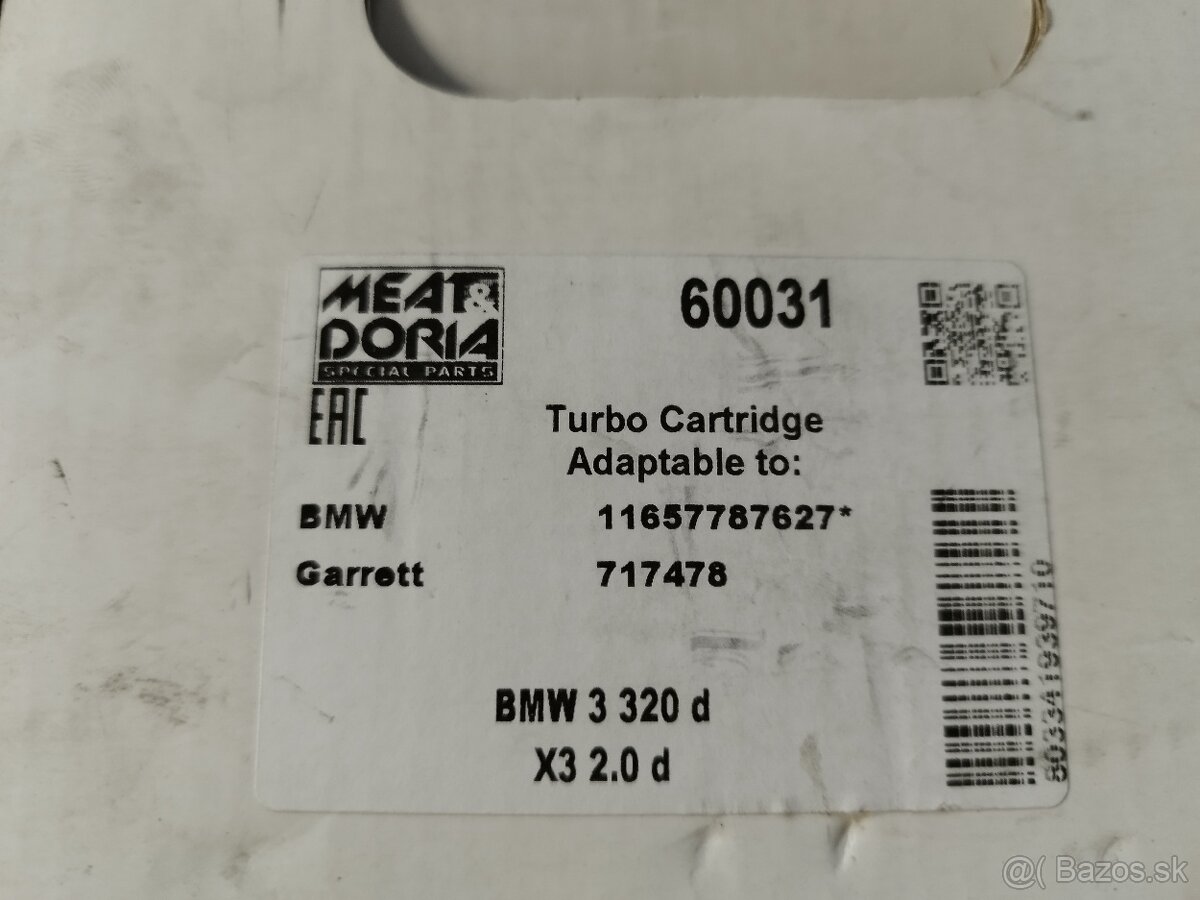 MEAT & DORIA
SPECIAL PARTS
60031
EAC
Turbo Cartridge
Adaptable to:
BMW 11657787627*
Garrett 717478
BMW 3 320 d
X3 2.0 d
8033419939710
@( Bazos.sk